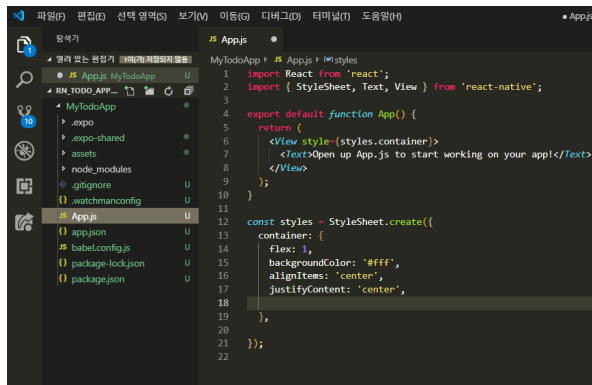 파일(F) 편집(E) 선택 영역(S) 보기(V) 이동(G) 디버그(D) 터미널(T) 도움말(H) ● App.js
탐색기
열려 있는 편집기 1이(가) 저장되지 않음
● JS App.js MyTodoApp U
RN_TODO_APP...
MyTodoApp
.expo
.expo-shared
assets
node_modules
.gitignore U
{} .watchmanconfig U
JS App.js U
{} app.json U
JS babel.config.js U
{} package-lock.json U
{} package.json U
1
10
JS App.js ●
MyTodoApp JS App.js styles
1 import React from 'react';
2 import { StyleSheet, Text, View } from 'react-native';
3
4 export default function App() {
5 return (
6 <View style={styles.container}>
7 <Text>Open up App.js to start working on your app!</Text>
8 </View>
9 );
10 }
11
12 const styles = StyleSheet.create({
13 container: {
14 flex: 1,
15 backgroundColor: '#fff',
16 alignItems: 'center',
17 justifyContent: 'center',
18
19 },
20
21 });
22